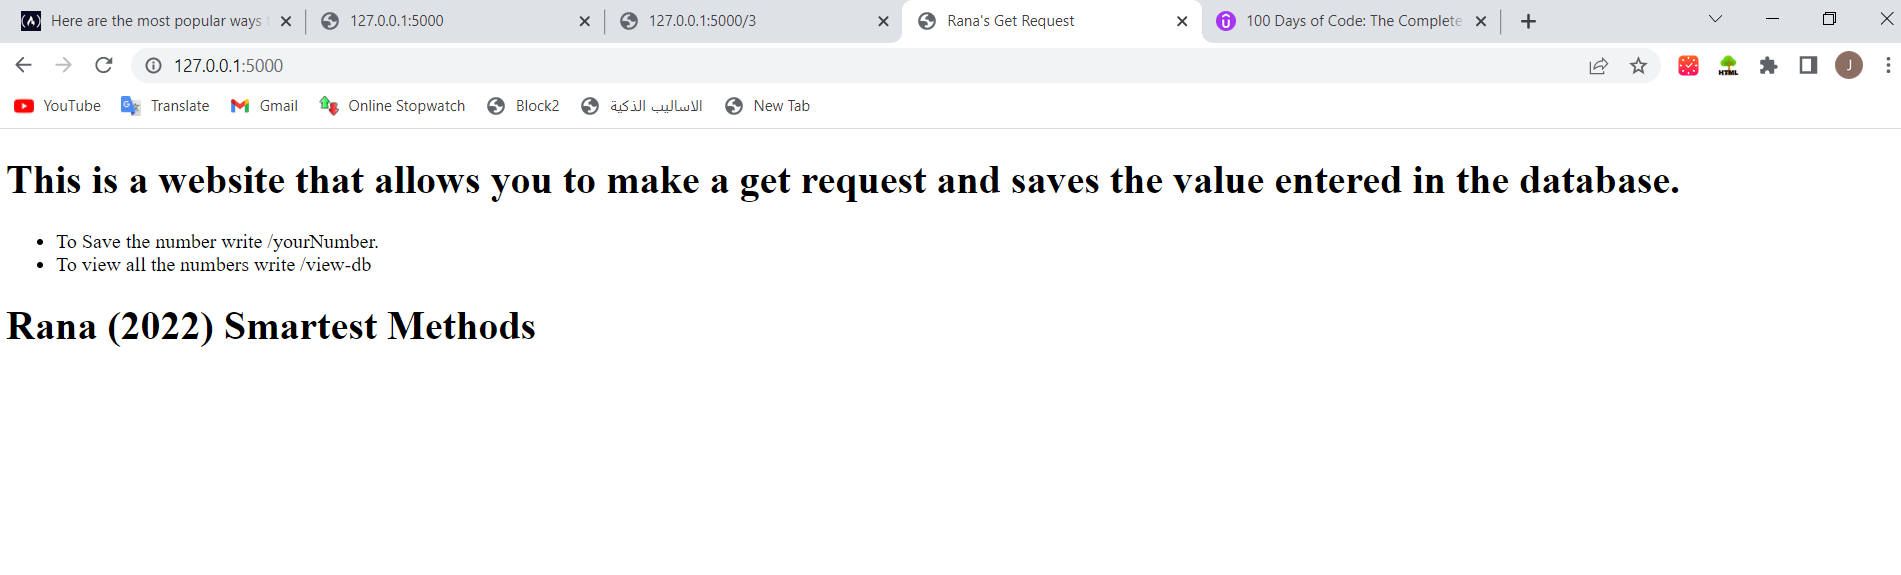 Here are the most popular ways
127.0.0.1:5000
127.0.0.1:5000/3
Rana's Get Request
100 Days of Code: The Complete
127.0.0.1:5000
HTML
J
YouTube
Translate
Gmail
Online Stopwatch
Block2
الاساليب الذكية
New Tab
This is a website that allows you to make a get request and saves the value entered in the database.
• To Save the number write /yourNumber.
• To view all the numbers write /view-db
Rana (2022) Smartest Methods